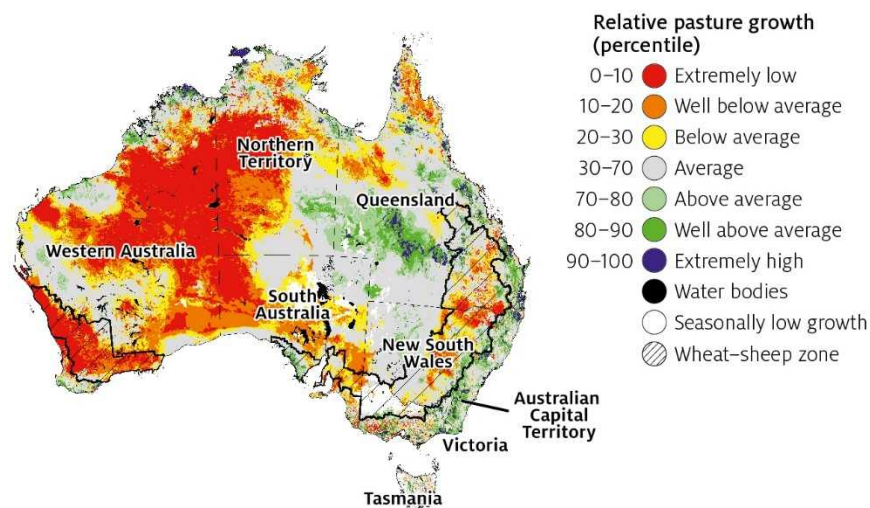 Northern
Territory
Queensland
Western Australia
South
Australia
New South
Wales
Australian
Capital
Territory
Victoria
Tasmania
Relative pasture growth
(percentile)
0–10 Extremely low
10–20 Well below average
20–30 Below average
30–70 Average
70–80 Above average
80–90 Well above average
90–100 Extremely high
Water bodies
Seasonally low growth
Wheat–sheep zone